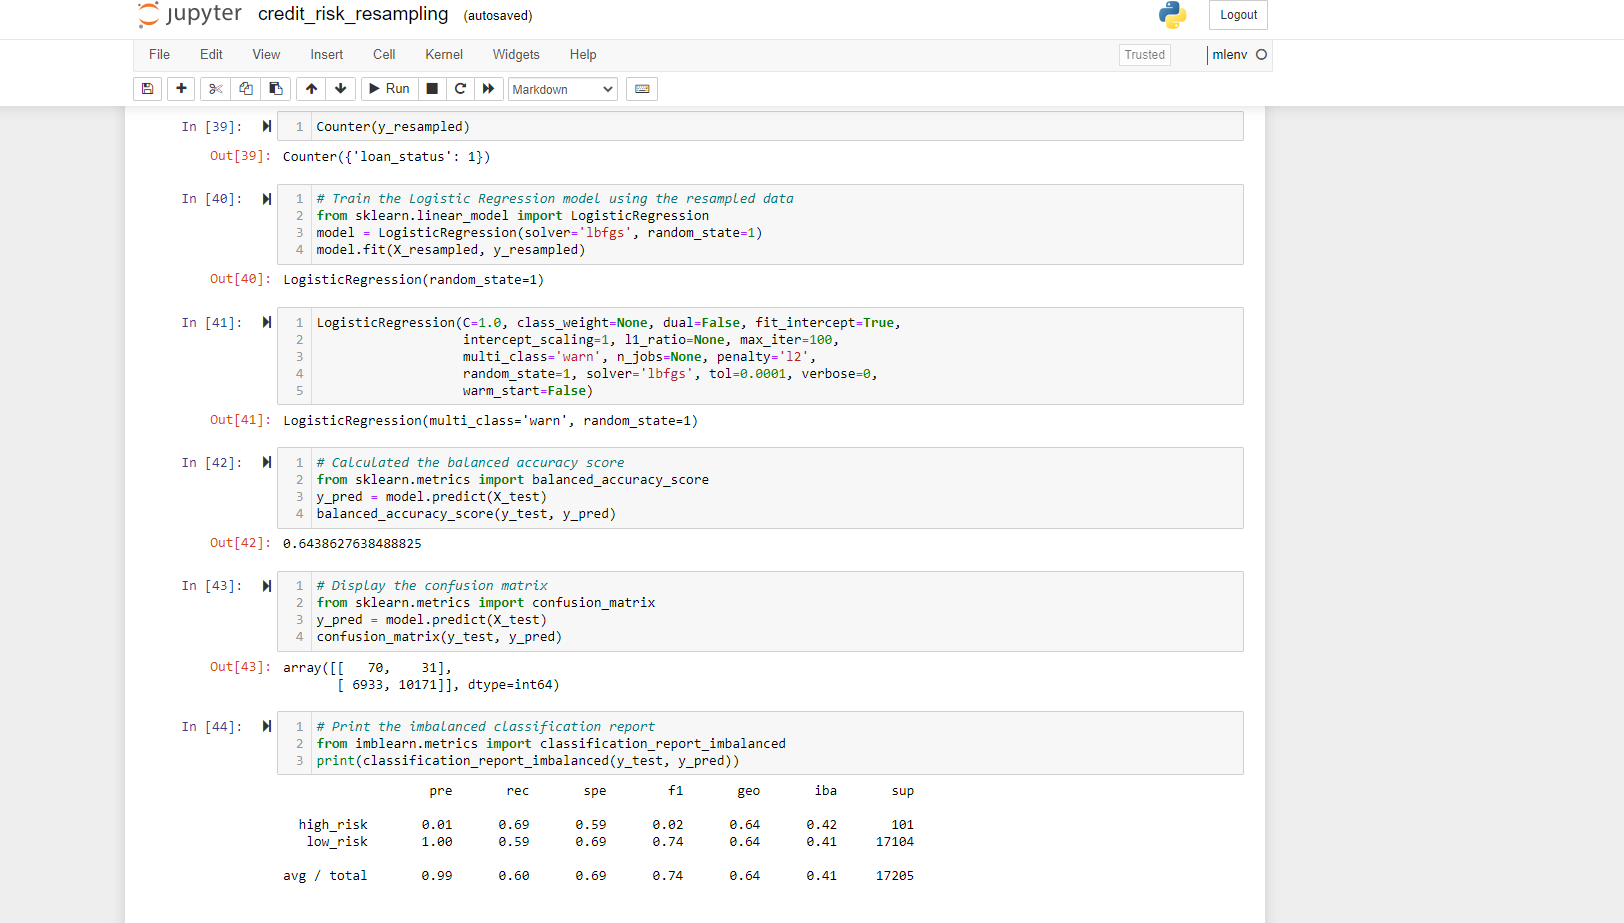 jupyter credit_risk_resampling (autosaved) Logout
File Edit View Insert Cell Kernel Widgets Help Trusted mlenv
Run Markdown
In [39]: 1 Counter(y_resampled)
Out[39]: Counter({'loan_status': 1})
In [40]: 1 # Train the Logistic Regression model using the resampled data
2 from sklearn.linear_model import LogisticRegression
3 model = LogisticRegression(solver='lbfgs', random_state=1)
4 model.fit(X_resampled, y_resampled)
Out[40]: LogisticRegression(random_state=1)
In [41]: 1 LogisticRegression(C=1.0, class_weight=None, dual=False, fit_intercept=True,
2 intercept_scaling=1, l1_ratio=None, max_iter=100,
3 multi_class='warn', n_jobs=None, penalty='l2',
4 random_state=1, solver='lbfgs', tol=0.0001, verbose=0,
5 warm_start=False)
Out[41]: LogisticRegression(multi_class='warn', random_state=1)
In [42]: 1 # Calculated the balanced accuracy score
2 from sklearn.metrics import balanced_accuracy_score
3 y_pred = model.predict(X_test)
4 balanced_accuracy_score(y_test, y_pred)
Out[42]: 0.6438627638488825
In [43]: 1 # Display the confusion matrix
2 from sklearn.metrics import confusion_matrix
3 y_pred = model.predict(X_test)
4 confusion_matrix(y_test, y_pred)
Out[43]: array([[ 70, 31],
[ 6933, 10171]], dtype=int64)
In [44]: 1 # Print the imbalanced classification report
2 from imblearn.metrics import classification_report_imbalanced
3 print(classification_report_imbalanced(y_test, y_pred))
pre rec spe f1 geo iba sup
high_risk 0.01 0.69 0.59 0.02 0.64 0.42 101
low_risk 1.00 0.59 0.69 0.74 0.64 0.41 17104
avg / total 0.99 0.60 0.69 0.74 0.64 0.41 17205